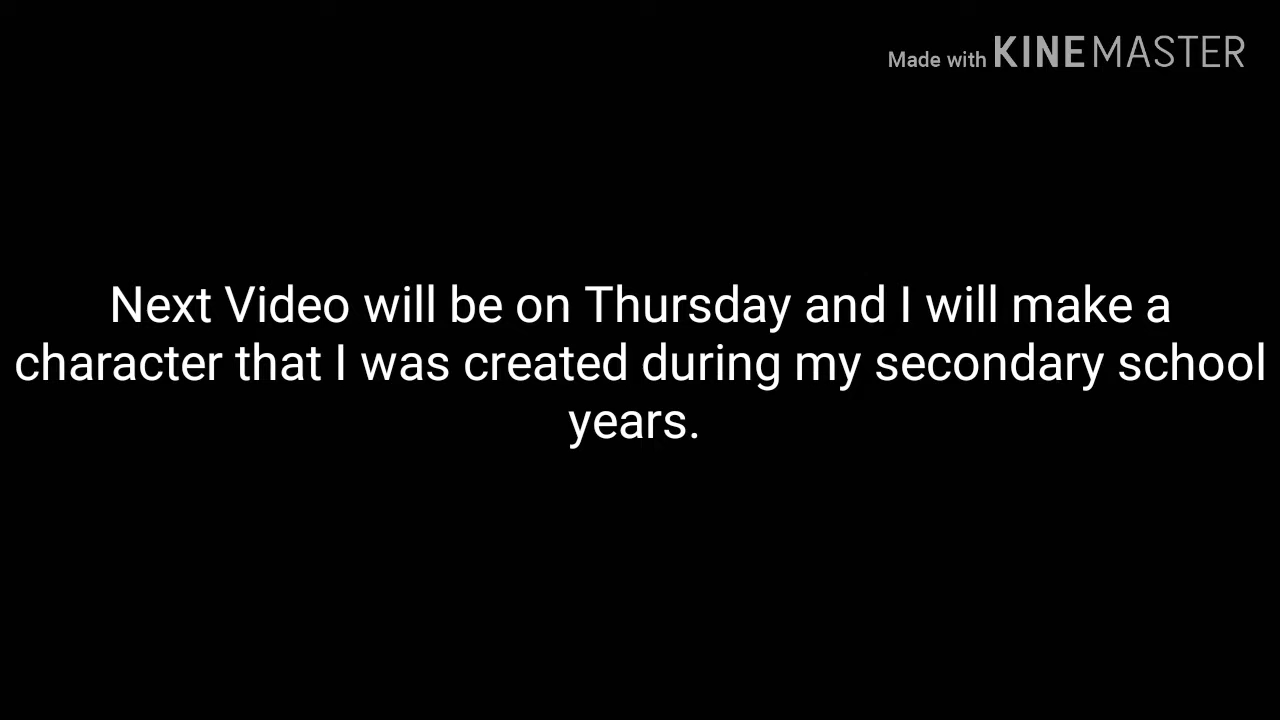 Made with KINEMASTER
Next Video will be on Thursday and I will make a
character that I was created during my secondary school
years.